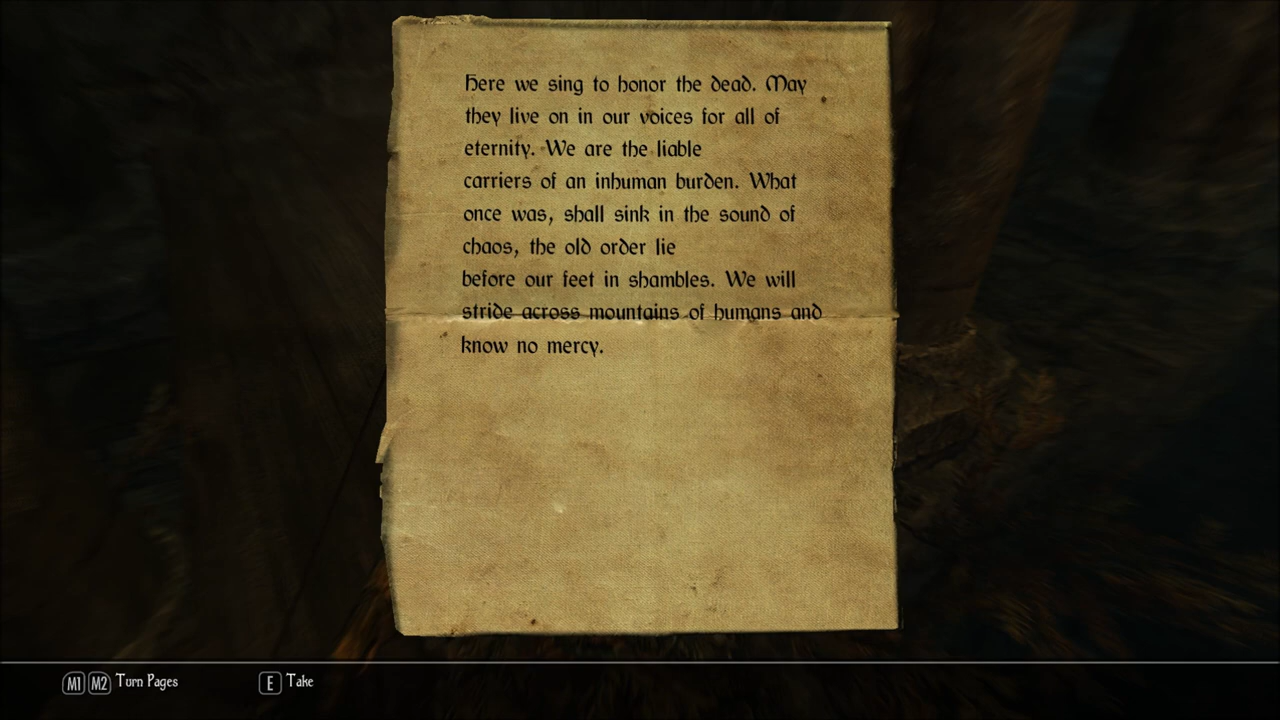 Here we sing to honor the dead. May
they live on in our voices for all of
eternity. We are the liable
carriers of an inhuman burden. What
once was, shall sink in the sound of
chaos, the old order lie
before our feet in shambles. We will
stride across mountains of humans and
know no mercy.
M1 M2 Turn Pages E Take